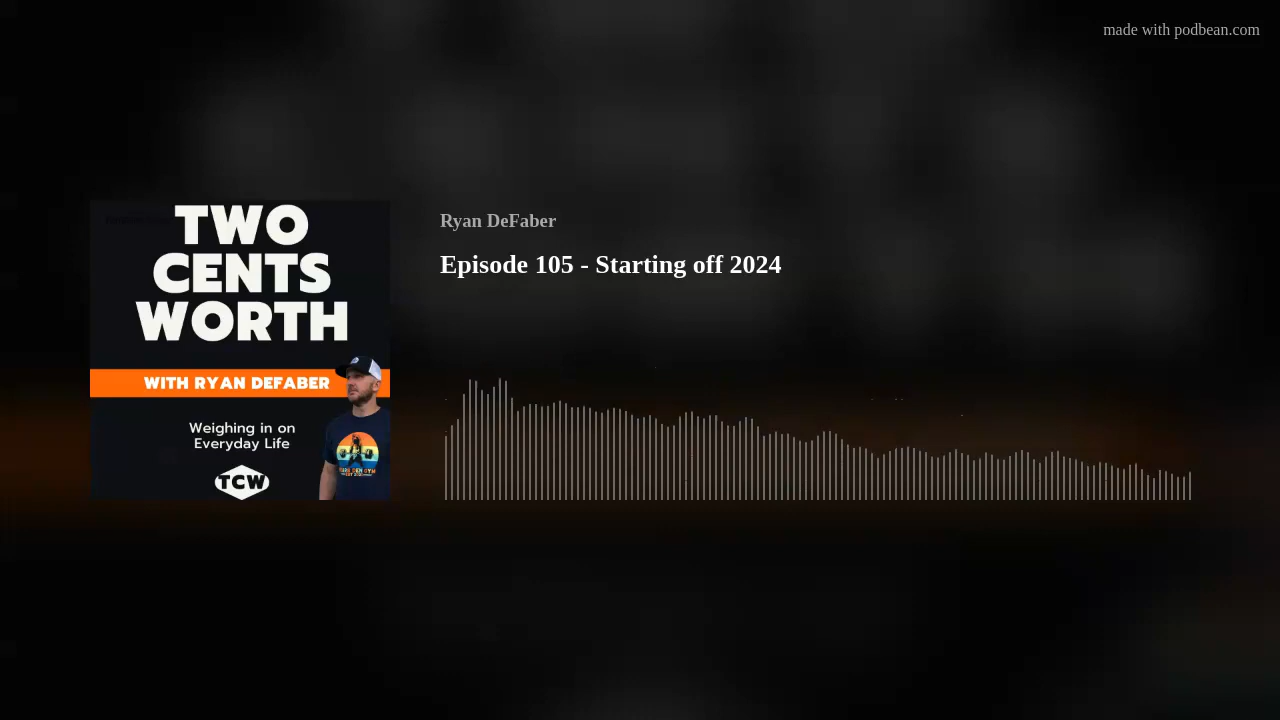 made with podbean.com
TWO
CENTS
WORTH
WITH RYAN DEFABER
Weighing in on
Everyday Life
TCW
Ryan DeFaber
Episode 105 - Starting off 2024